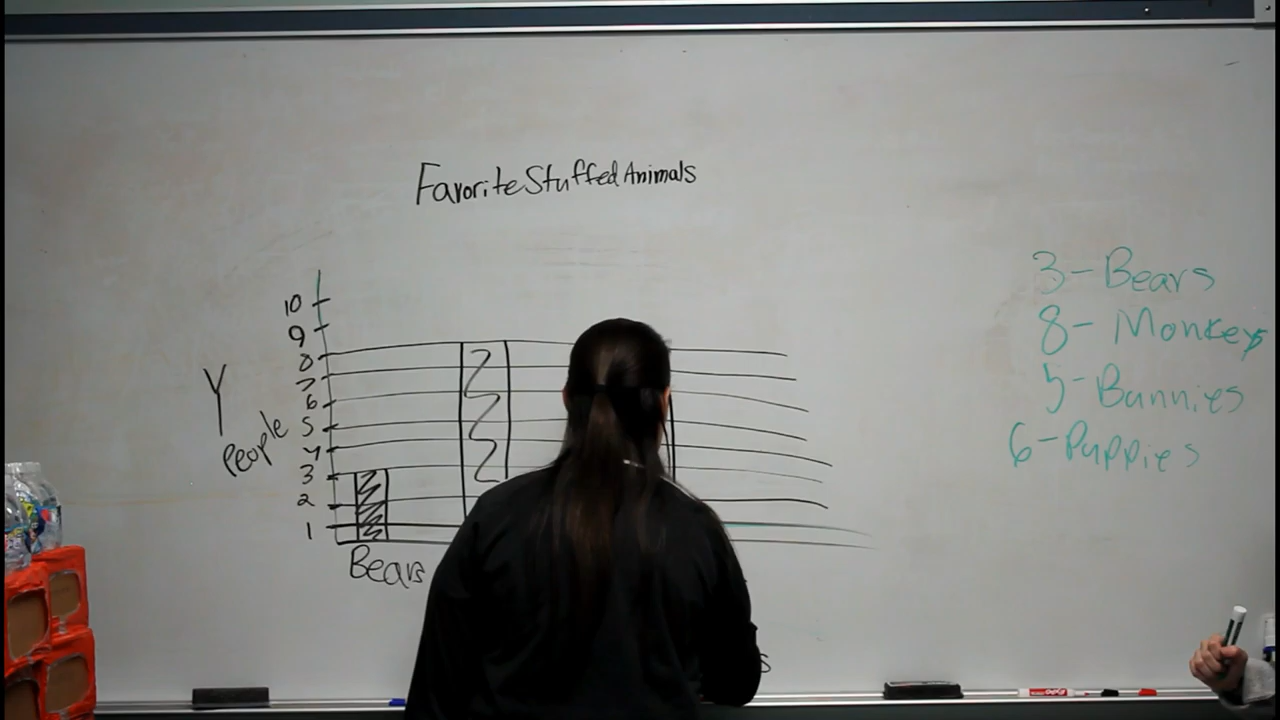 Favorite Stuffed Animals
10
9
8
7
6
5
4
3
2
1
Y
People
Bears
s
3-Bears
8- Monkeys
5-Bunnies
6-Puppies